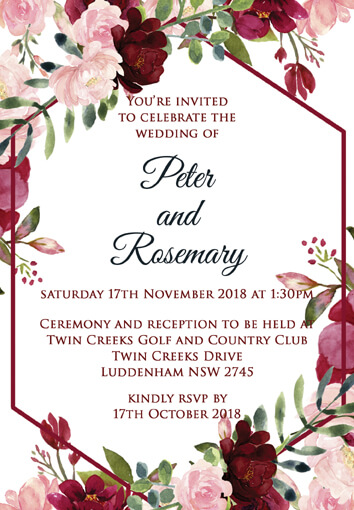 You're invited
to celebrate the
wedding of
Peter
and
Rosemary
Saturday 17th November 2018 at 1:30pm
Ceremony and reception to be held at
Twin Creeks Golf and Country Club
Twin Creeks Drive
Luddenham NSW 2745
kindly RSVP by
17th October 2018